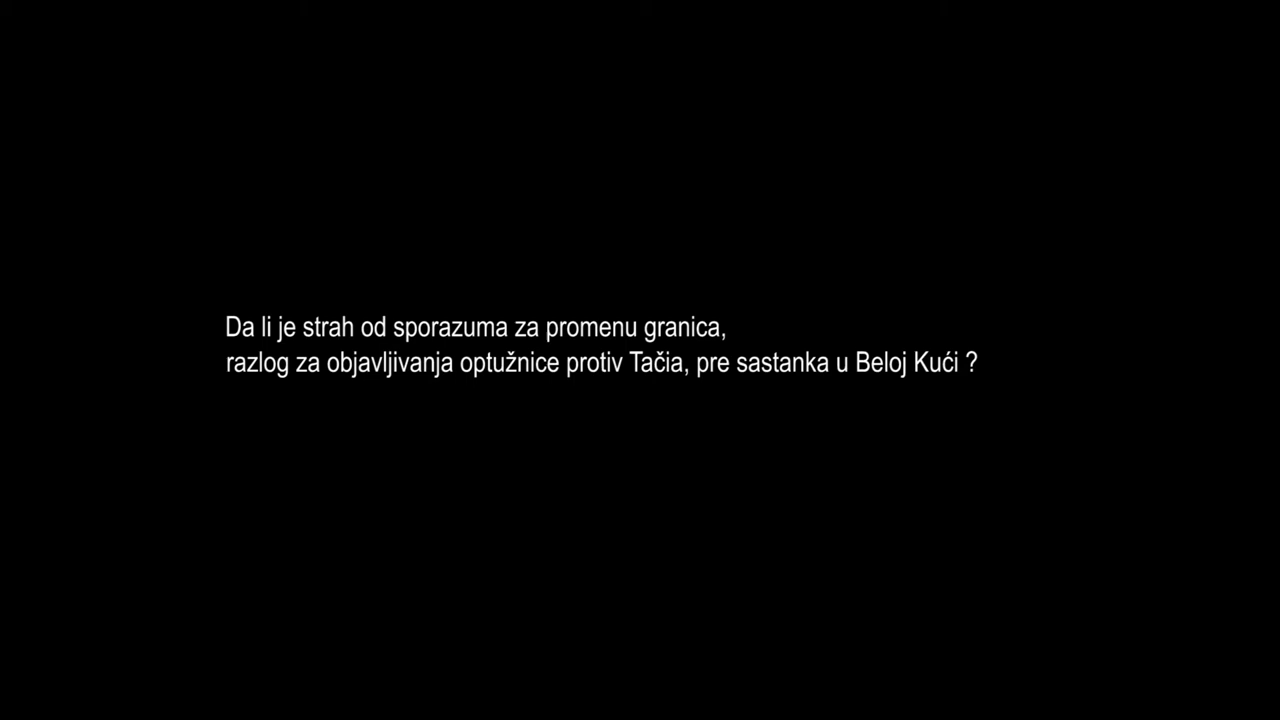 Da li je strah od sporazuma za promenu granica,
razlog za objavljivanja optužnice protiv Tačia, pre sastanka u Beloj Kući ?